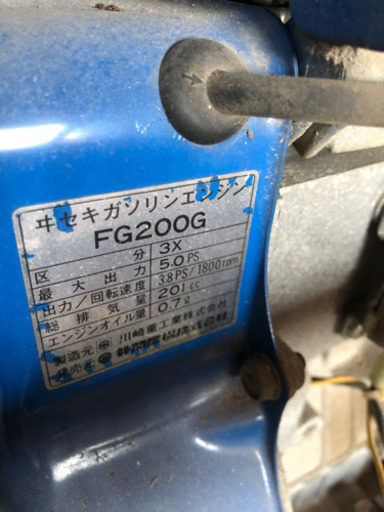 ヰセキガソリンエンジン
FG200G
区分 3X
最大出力 5.0PS
出力/回転速度 3.8PS/1800rpm
総排気量 201cc
エンジンオイル量 0.7ℓ
製造元 川崎重工業株式会社
発売元